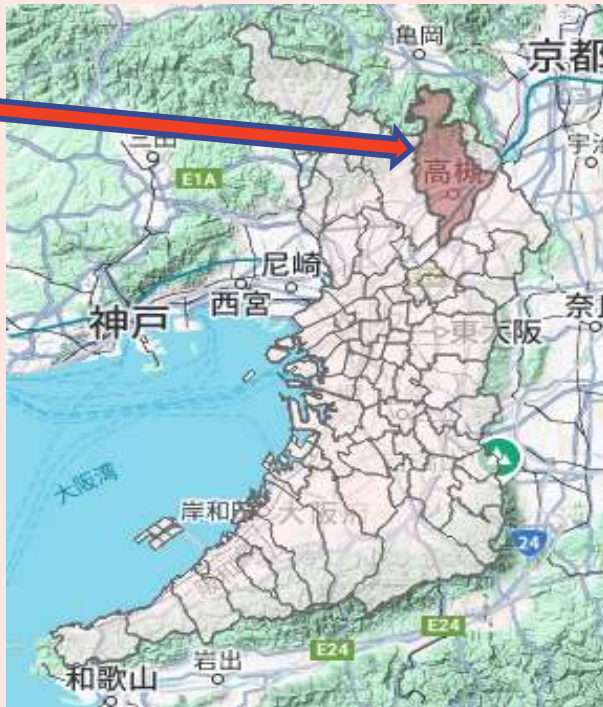 亀岡
京都
宇治
三田
E1A
高槻
尼崎
西宮
神戸
奈良
東大阪
大阪湾
岸和田
大阪府
24
E24
E24
岩出
和歌山